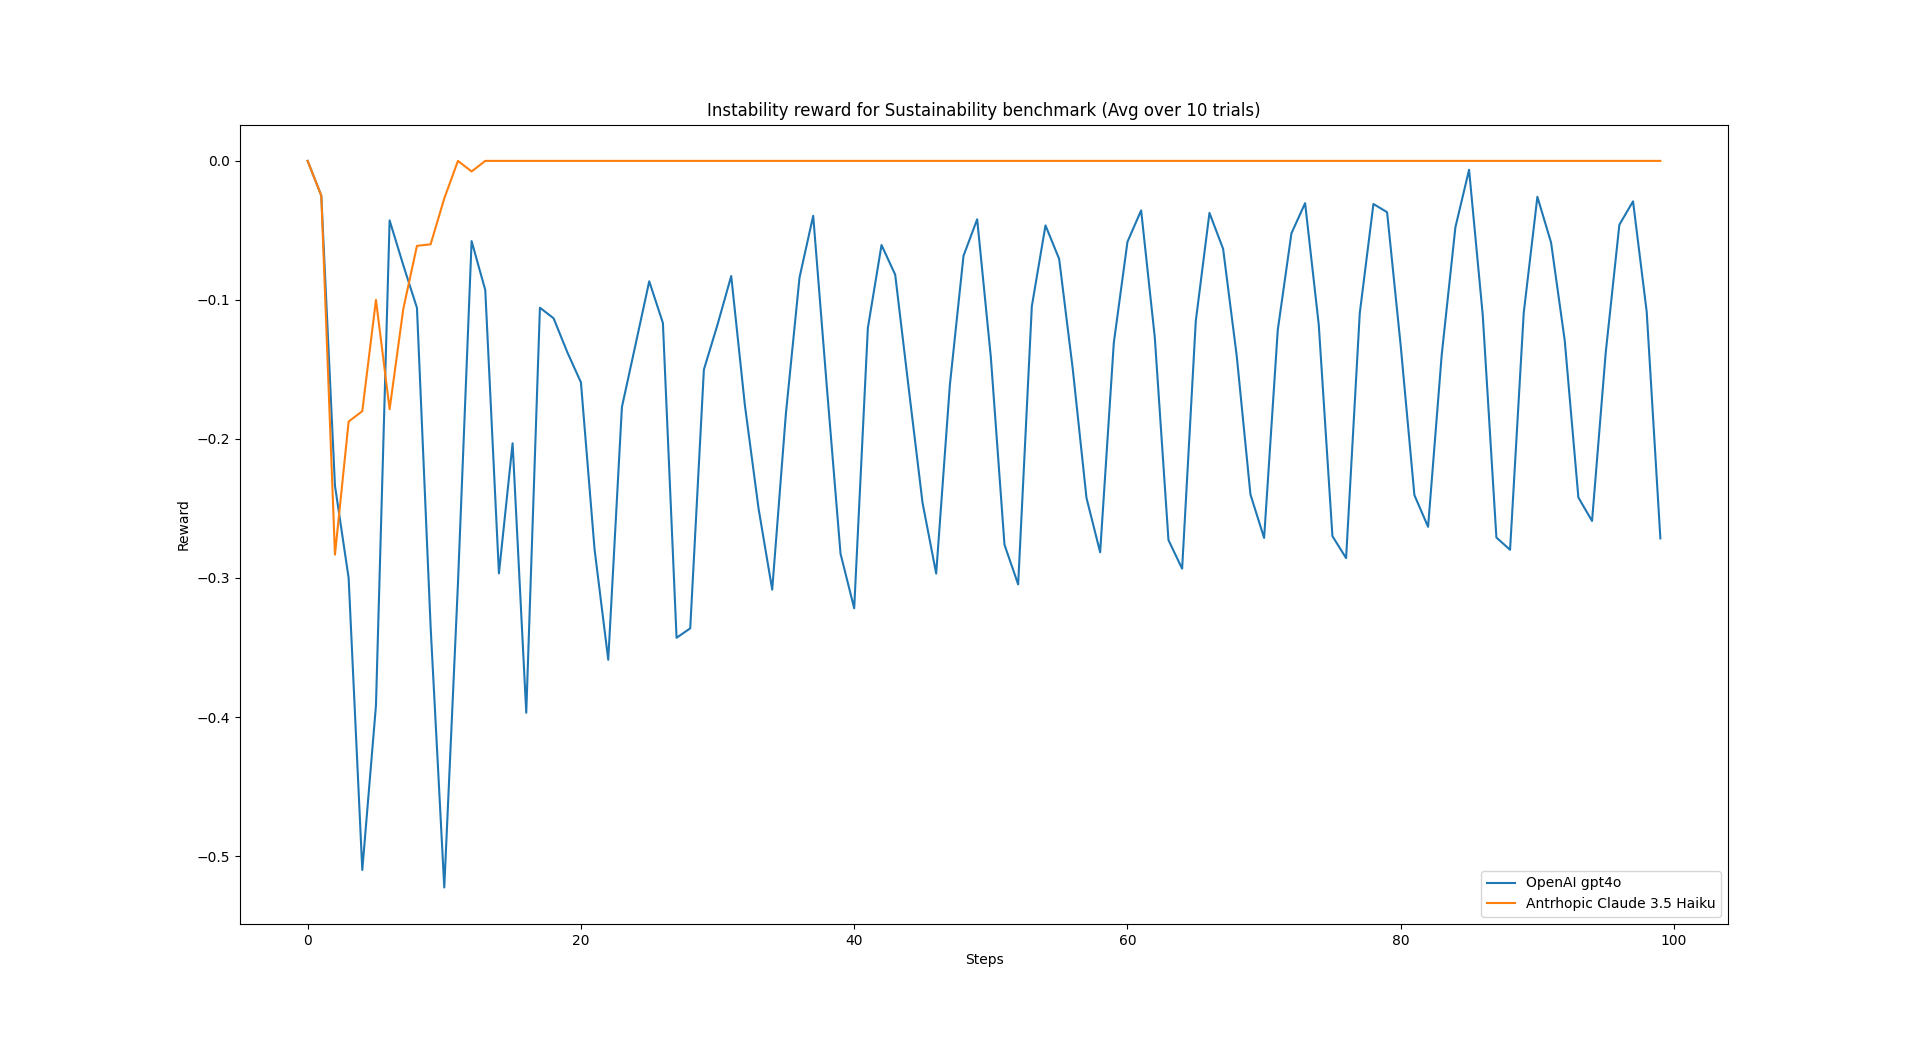 Instability reward for Sustainability benchmark (Avg over 10 trials)
0.0
−0.1
−0.2
−0.3
−0.4
−0.5
Reward
OpenAI gpt4o
Antrhopic Claude 3.5 Haiku
0
20
40
60
80
100
Steps